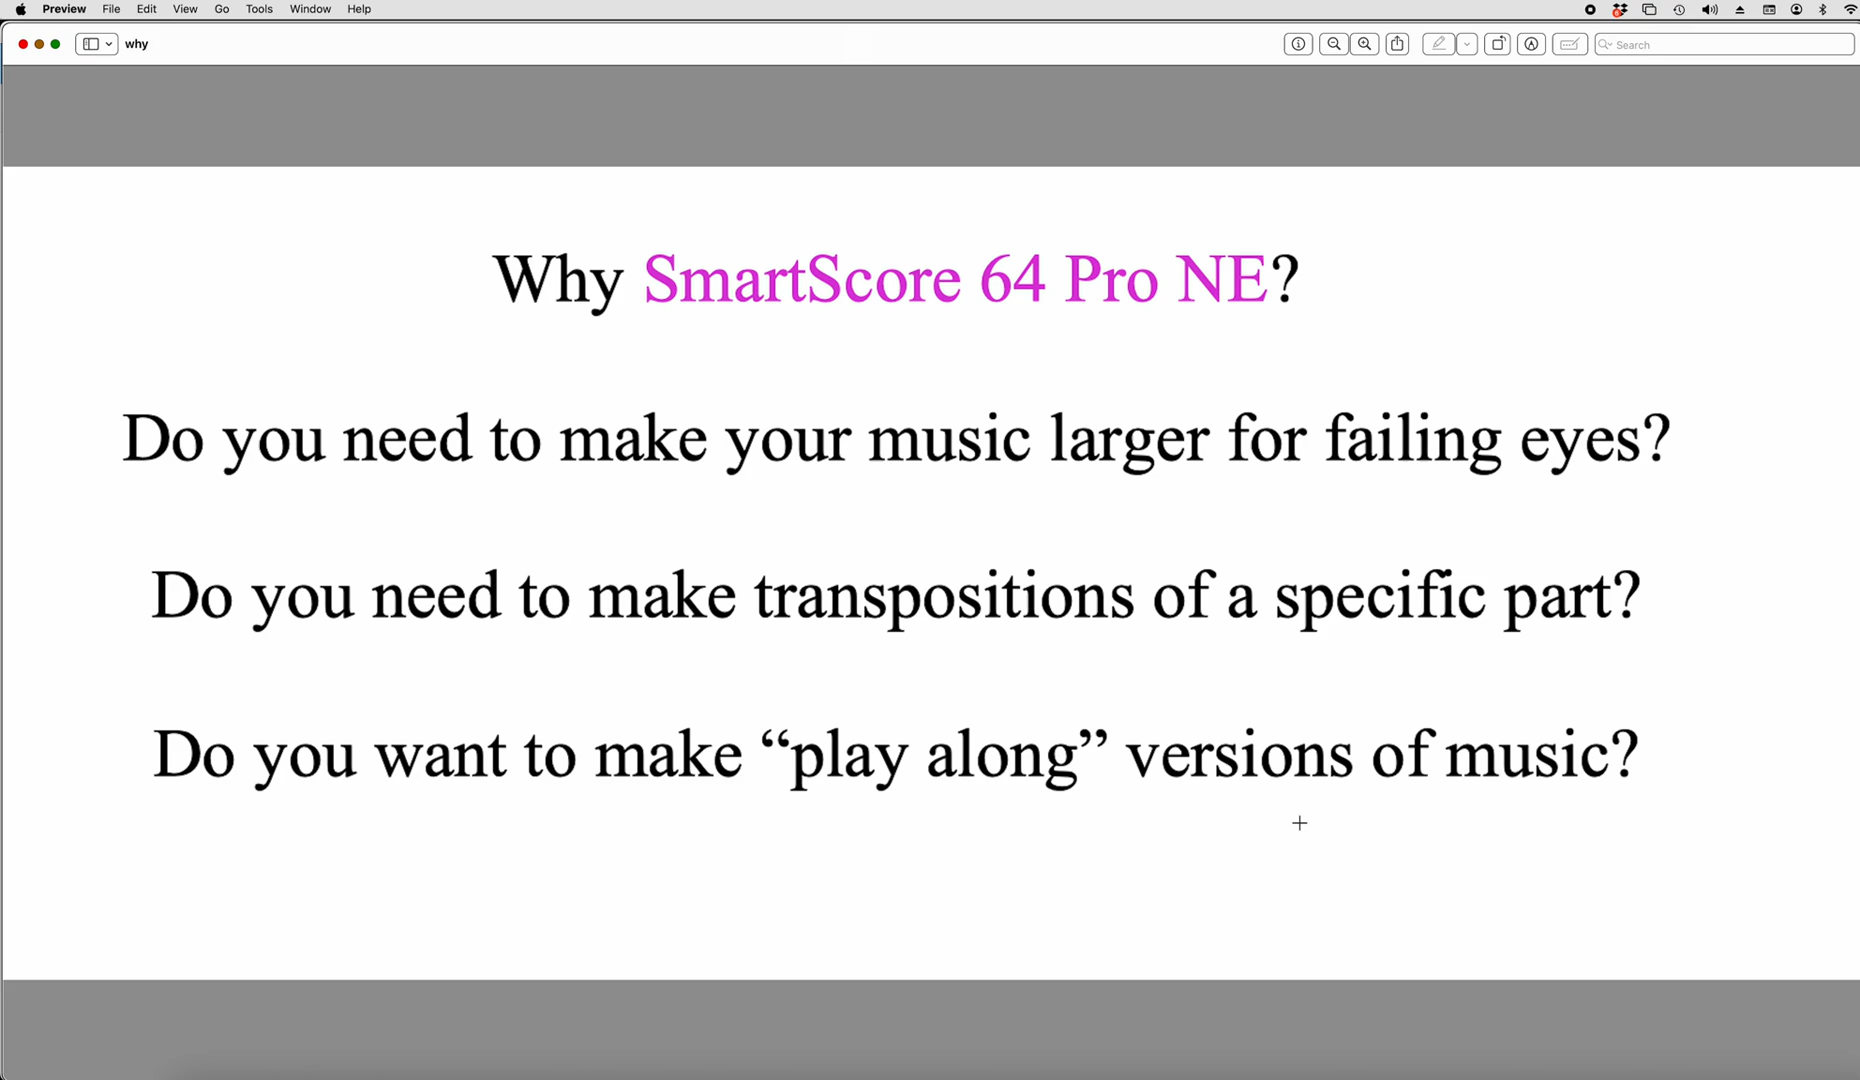 Preview File Edit View Go Tools Window Help
why
Search
Why SmartScore 64 Pro NE?
Do you need to make your music larger for failing eyes?
Do you need to make transpositions of a specific part?
Do you want to make “play along” versions of music?